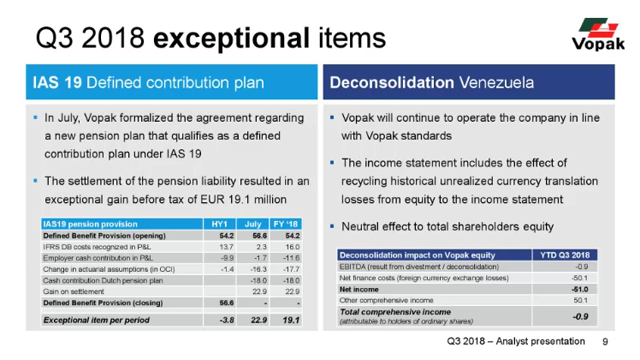 Q3 2018 exceptional items
Vopak
IAS 19 Defined contribution plan
▪ In July, Vopak formalized the agreement regarding
a new pension plan that qualifies as a defined
contribution plan under IAS 19
▪ The settlement of the pension liability resulted in an
exceptional gain before tax of EUR 19.1 million
IAS19 pension provision HY1 July FY '18
Defined Benefit Provision (opening) 54.2 56.6 54.2
IFRS DB costs recognized in P&L 13.7 2.3 16.0
Employer cash contribution in P&L -9.9 -1.7 -11.6
Change in actuarial assumptions (in OCI) -1.4 -16.3 -17.7
Cash contribution Dutch pension plan -18.0 -18.0
Gain on settlement 22.9 22.9
Defined Benefit Provision (closing) 56.6 - -
Exceptional item per period -3.8 22.9 19.1
Deconsolidation Venezuela
▪ Vopak will continue to operate the company in line
with Vopak standards
▪ The income statement includes the effect of
recycling historical unrealized currency translation
losses from equity to the income statement
▪ Neutral effect to total shareholders equity
Deconsolidation impact on Vopak equity YTD Q3 2018
EBITDA (result from divestment / deconsolidation) -0.9
Net finance costs (foreign currency exchange losses) -50.1
Net income -51.0
Other comprehensive income 50.1
Total comprehensive income -0.9
(attributable to holders of ordinary shares)
Q3 2018 – Analyst presentation 9